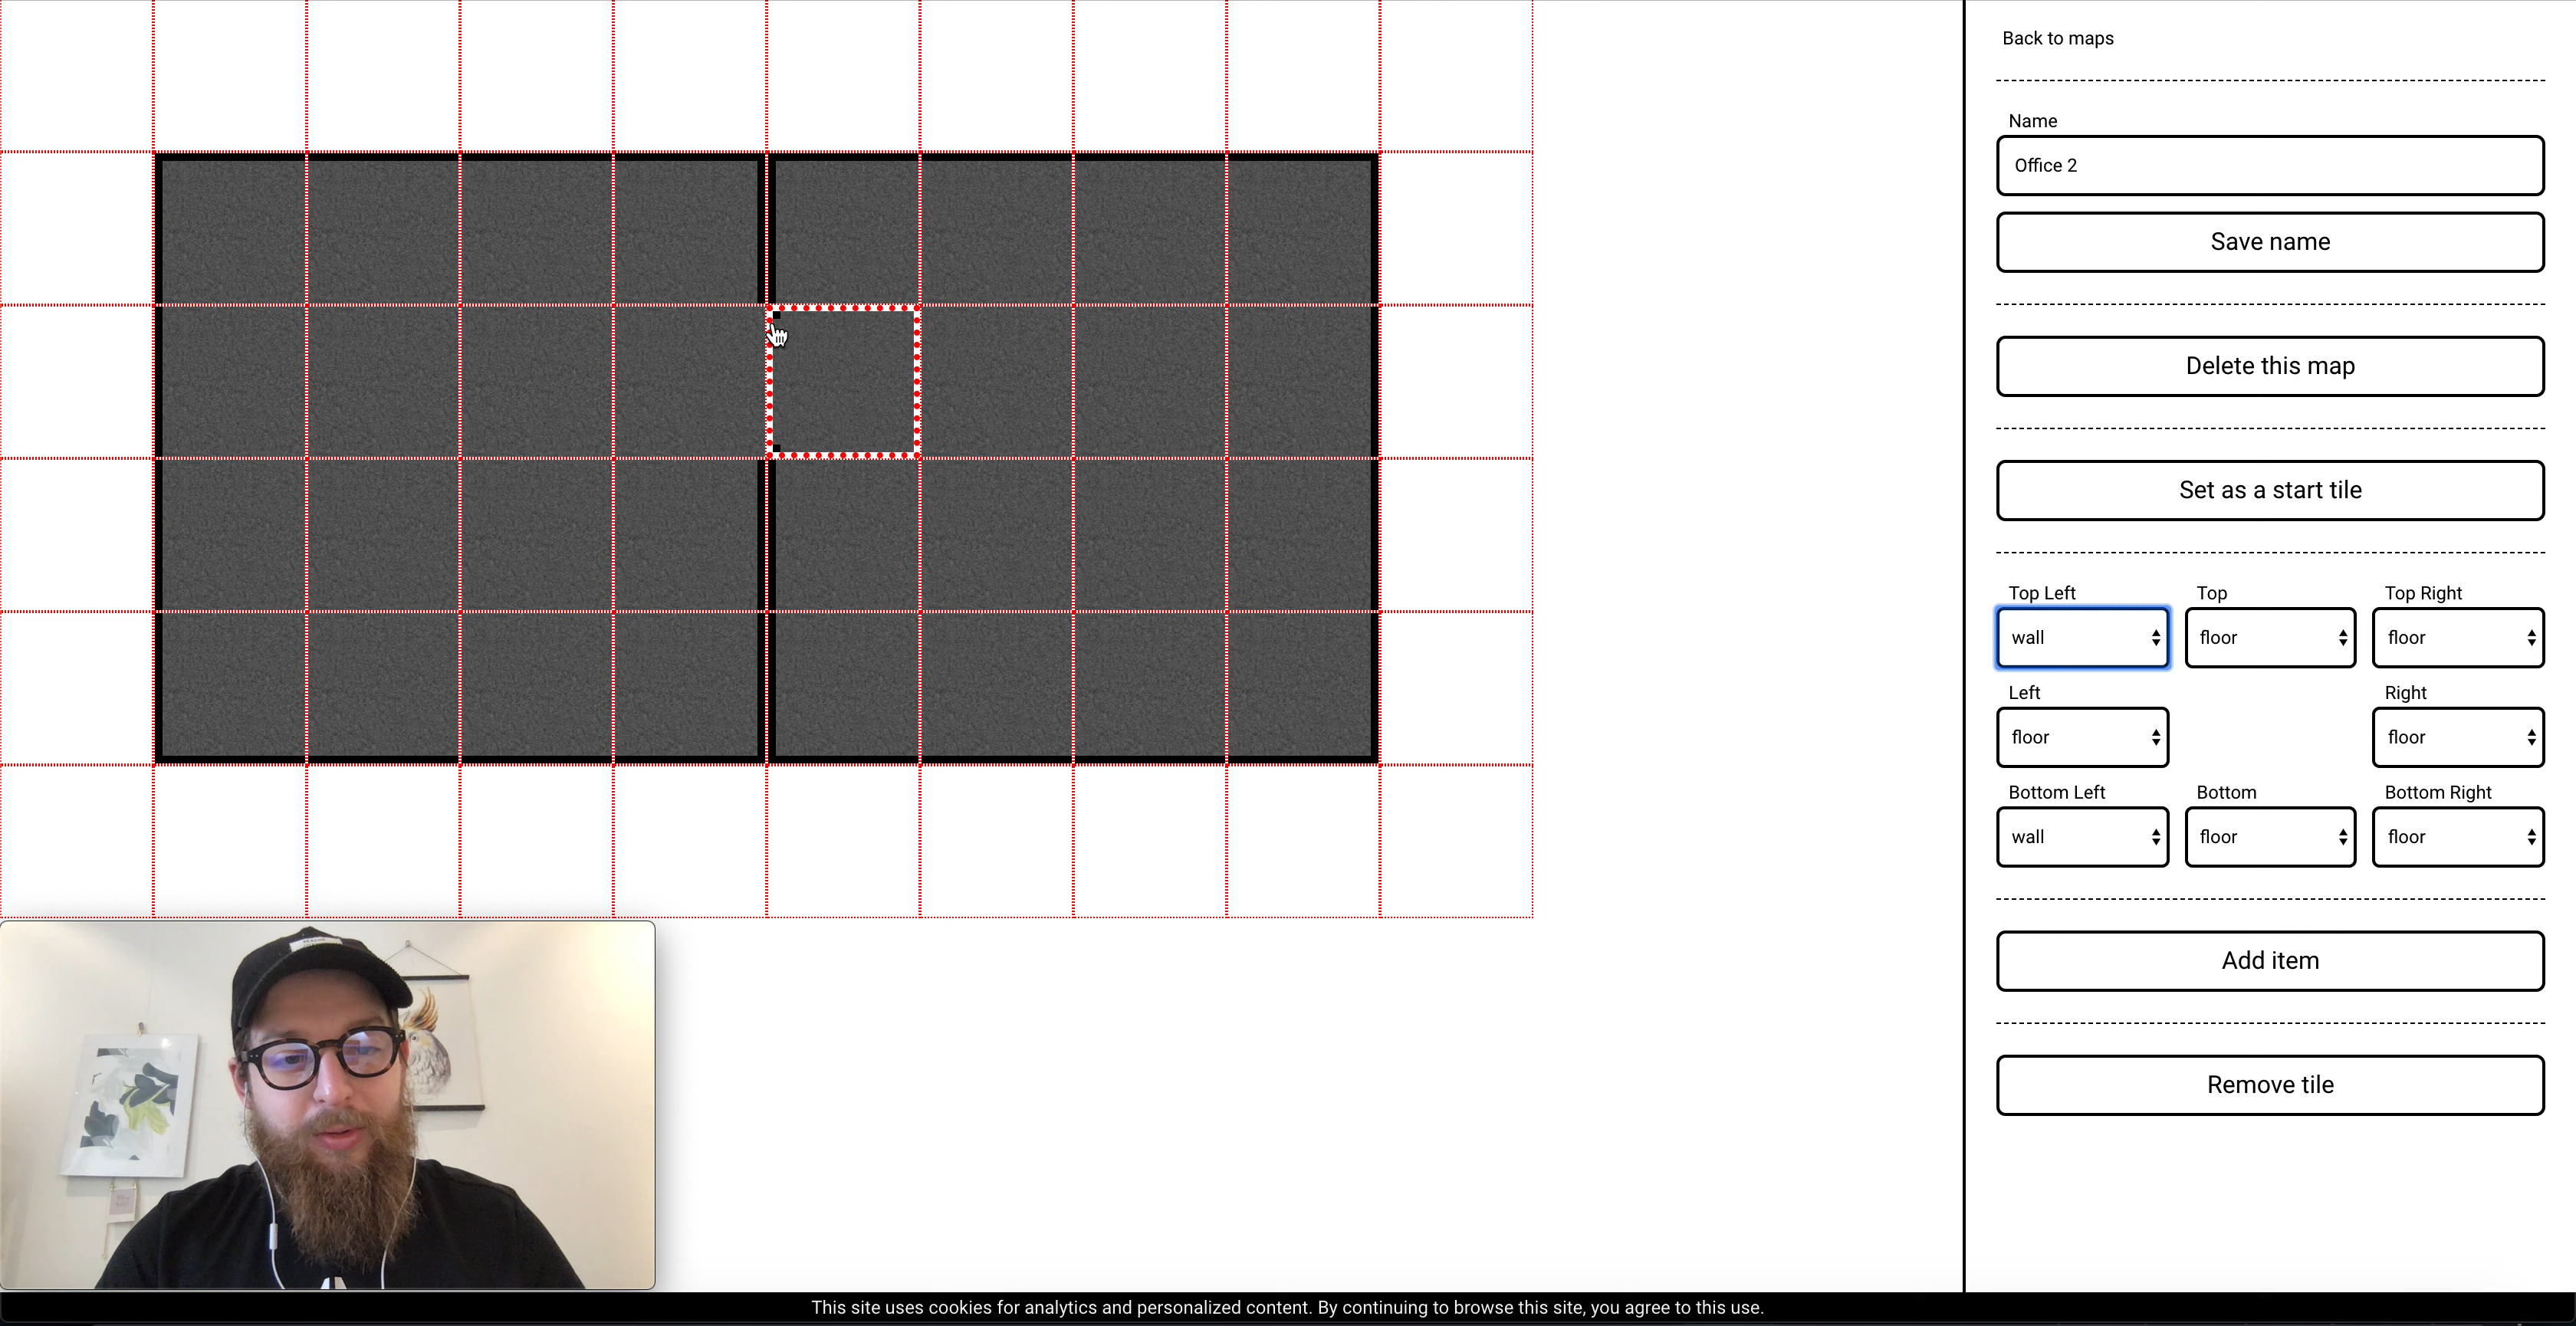 Back to maps
Name
Office 2
Save name
Delete this map
Set as a start tile
Top Left
Top
Top Right
wall
floor
floor
Left
Right
floor
floor
Bottom Left
Bottom
Bottom Right
wall
floor
floor
Add item
Remove tile
This site uses cookies for analytics and personalized content. By continuing to browse this site, you agree to this use.